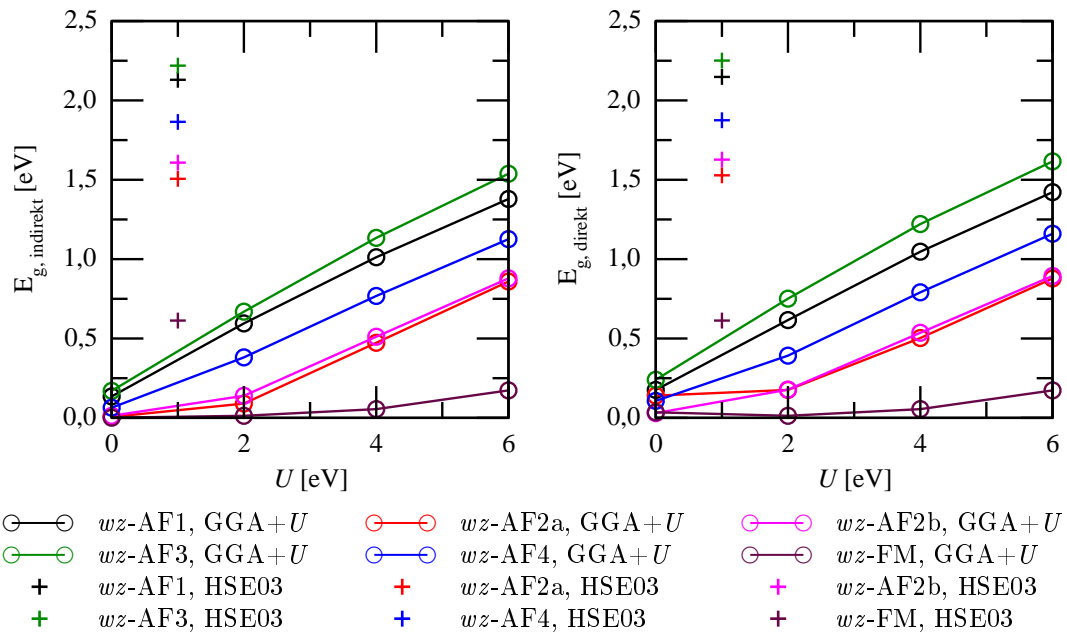 2,5
2,0
1,5
1,0
0,5
0,0
E_g, indirekt [eV]
0 2 4 6
U [eV]
2,5
2,0
1,5
1,0
0,5
0,0
E_g, direkt [eV]
0 2 4 6
U [eV]
wz-AF1, GGA+U wz-AF2a, GGA+U wz-AF2b, GGA+U
wz-AF3, GGA+U wz-AF4, GGA+U wz-FM, GGA+U
wz-AF1, HSE03 wz-AF2a, HSE03 wz-AF2b, HSE03
wz-AF3, HSE03 wz-AF4, HSE03 wz-FM, HSE03